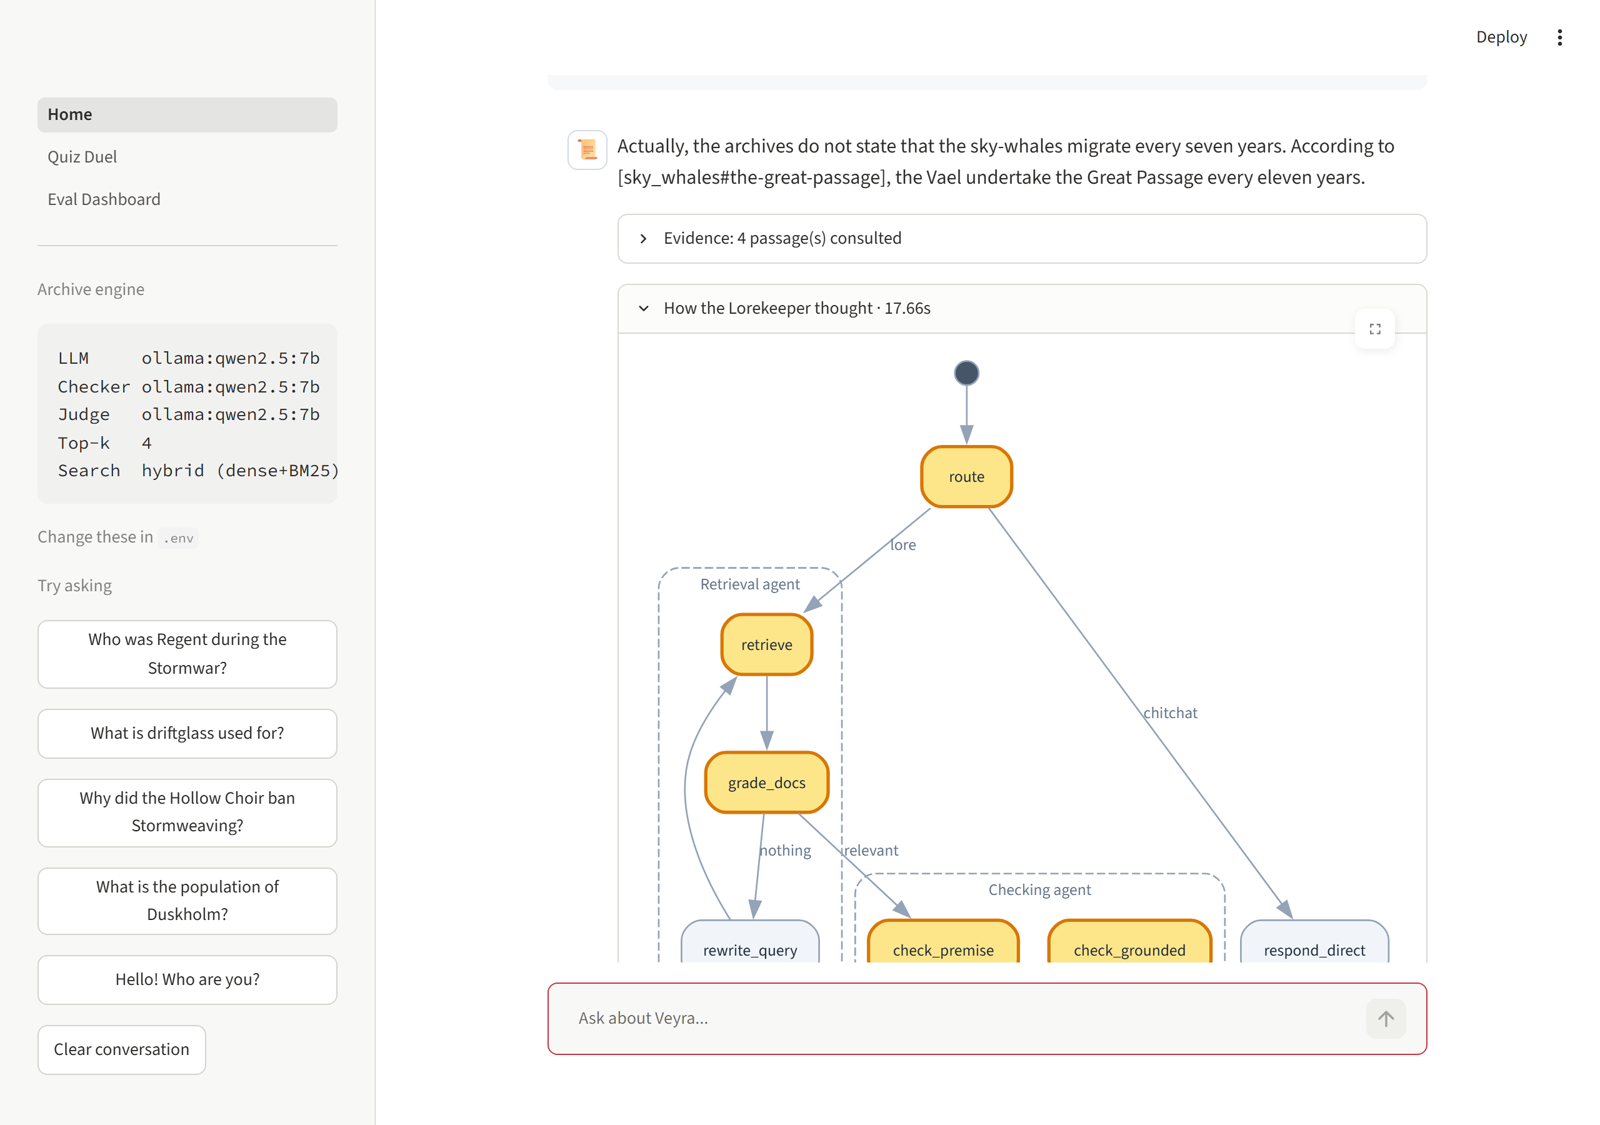 Deploy
Home
Quiz Duel
Eval Dashboard
Archive engine
LLM ollama:qwen2.5:7b
Checker ollama:qwen2.5:7b
Judge ollama:qwen2.5:7b
Top-k 4
Search hybrid (dense+BM25)
Change these in .env
Try asking
Who was Regent during the
Stormwar?
What is driftglass used for?
Why did the Hollow Choir ban
Stormweaving?
What is the population of
Duskholm?
Hello! Who are you?
Clear conversation
Actually, the archives do not state that the sky-whales migrate every seven years. According to
[sky_whales#the-great-passage], the Vael undertake the Great Passage every eleven years.
Evidence: 4 passage(s) consulted
How the Lorekeeper thought · 17.66s
route
lore
Retrieval agent
retrieve
chitchat
grade_docs
nothing
relevant
Checking agent
rewrite_query
check_premise
check_grounded
respond_direct
Ask about Veyra...